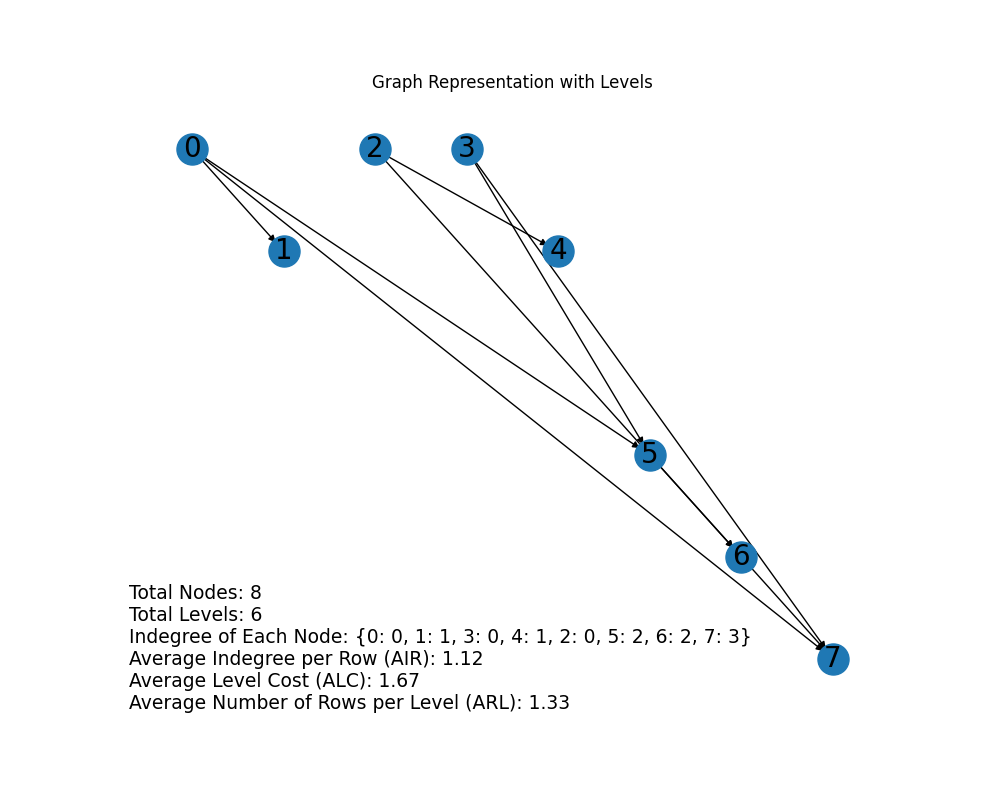 Graph Representation with Levels
0
2
3
1
4
5
6
7
Total Nodes: 8
Total Levels: 6
Indegree of Each Node: {0: 0, 1: 1, 3: 0, 4: 1, 2: 0, 5: 2, 6: 2, 7: 3}
Average Indegree per Row (AIR): 1.12
Average Level Cost (ALC): 1.67
Average Number of Rows per Level (ARL): 1.33